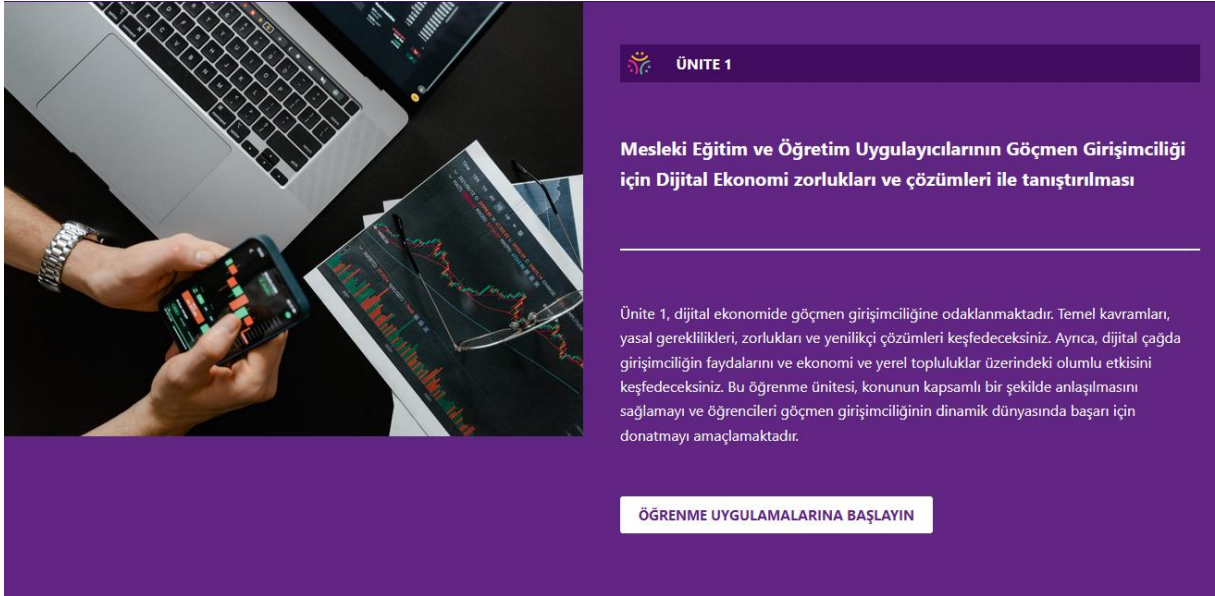 ÜNITE 1
Mesleki Eğitim ve Öğretim Uygulayıcılarının Göçmen Girişimciliği
için Dijital Ekonomi zorlukları ve çözümleri ile tanıştırılması
Ünite 1, dijital ekonomide göçmen girişimciliğine odaklanmaktadır. Temel kavramları,
yasal gereklilikleri, zorlukları ve yenilikçi çözümleri keşfedeceksiniz. Ayrıca, dijital çağda
girişimciliğin faydalarını ve ekonomi ve yerel topluluklar üzerindeki olumlu etkisini
keşfedeceksiniz. Bu öğrenme ünitesi, konunun kapsamlı bir şekilde anlaşılmasını
sağlamayı ve öğrencileri göçmen girişimciliğinin dinamik dünyasında başarı için
donatmayı amaçlamaktadır.
ÖĞRENME UYGULAMALARINA BAŞLAYIN